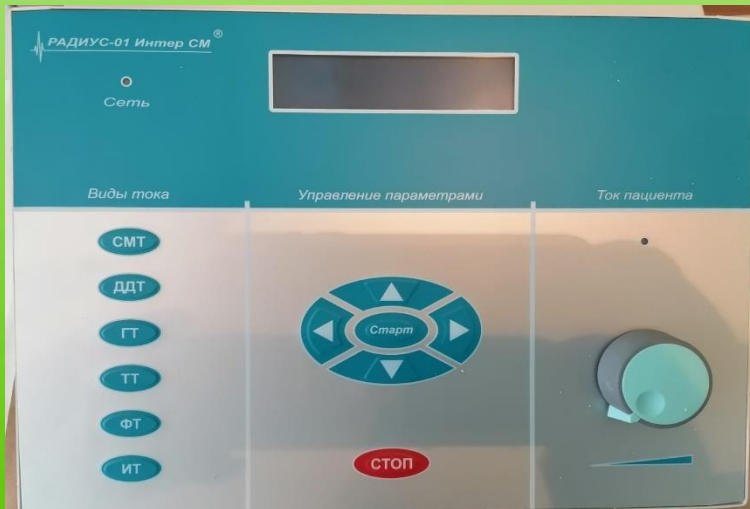 РАДИУС-01 Интер СМ®
Сеть
Виды тока
Управление параметрами
Ток пациента
СМТ
ДДТ
ГТ
ТТ
ФТ
ИТ
Старт
СТОП